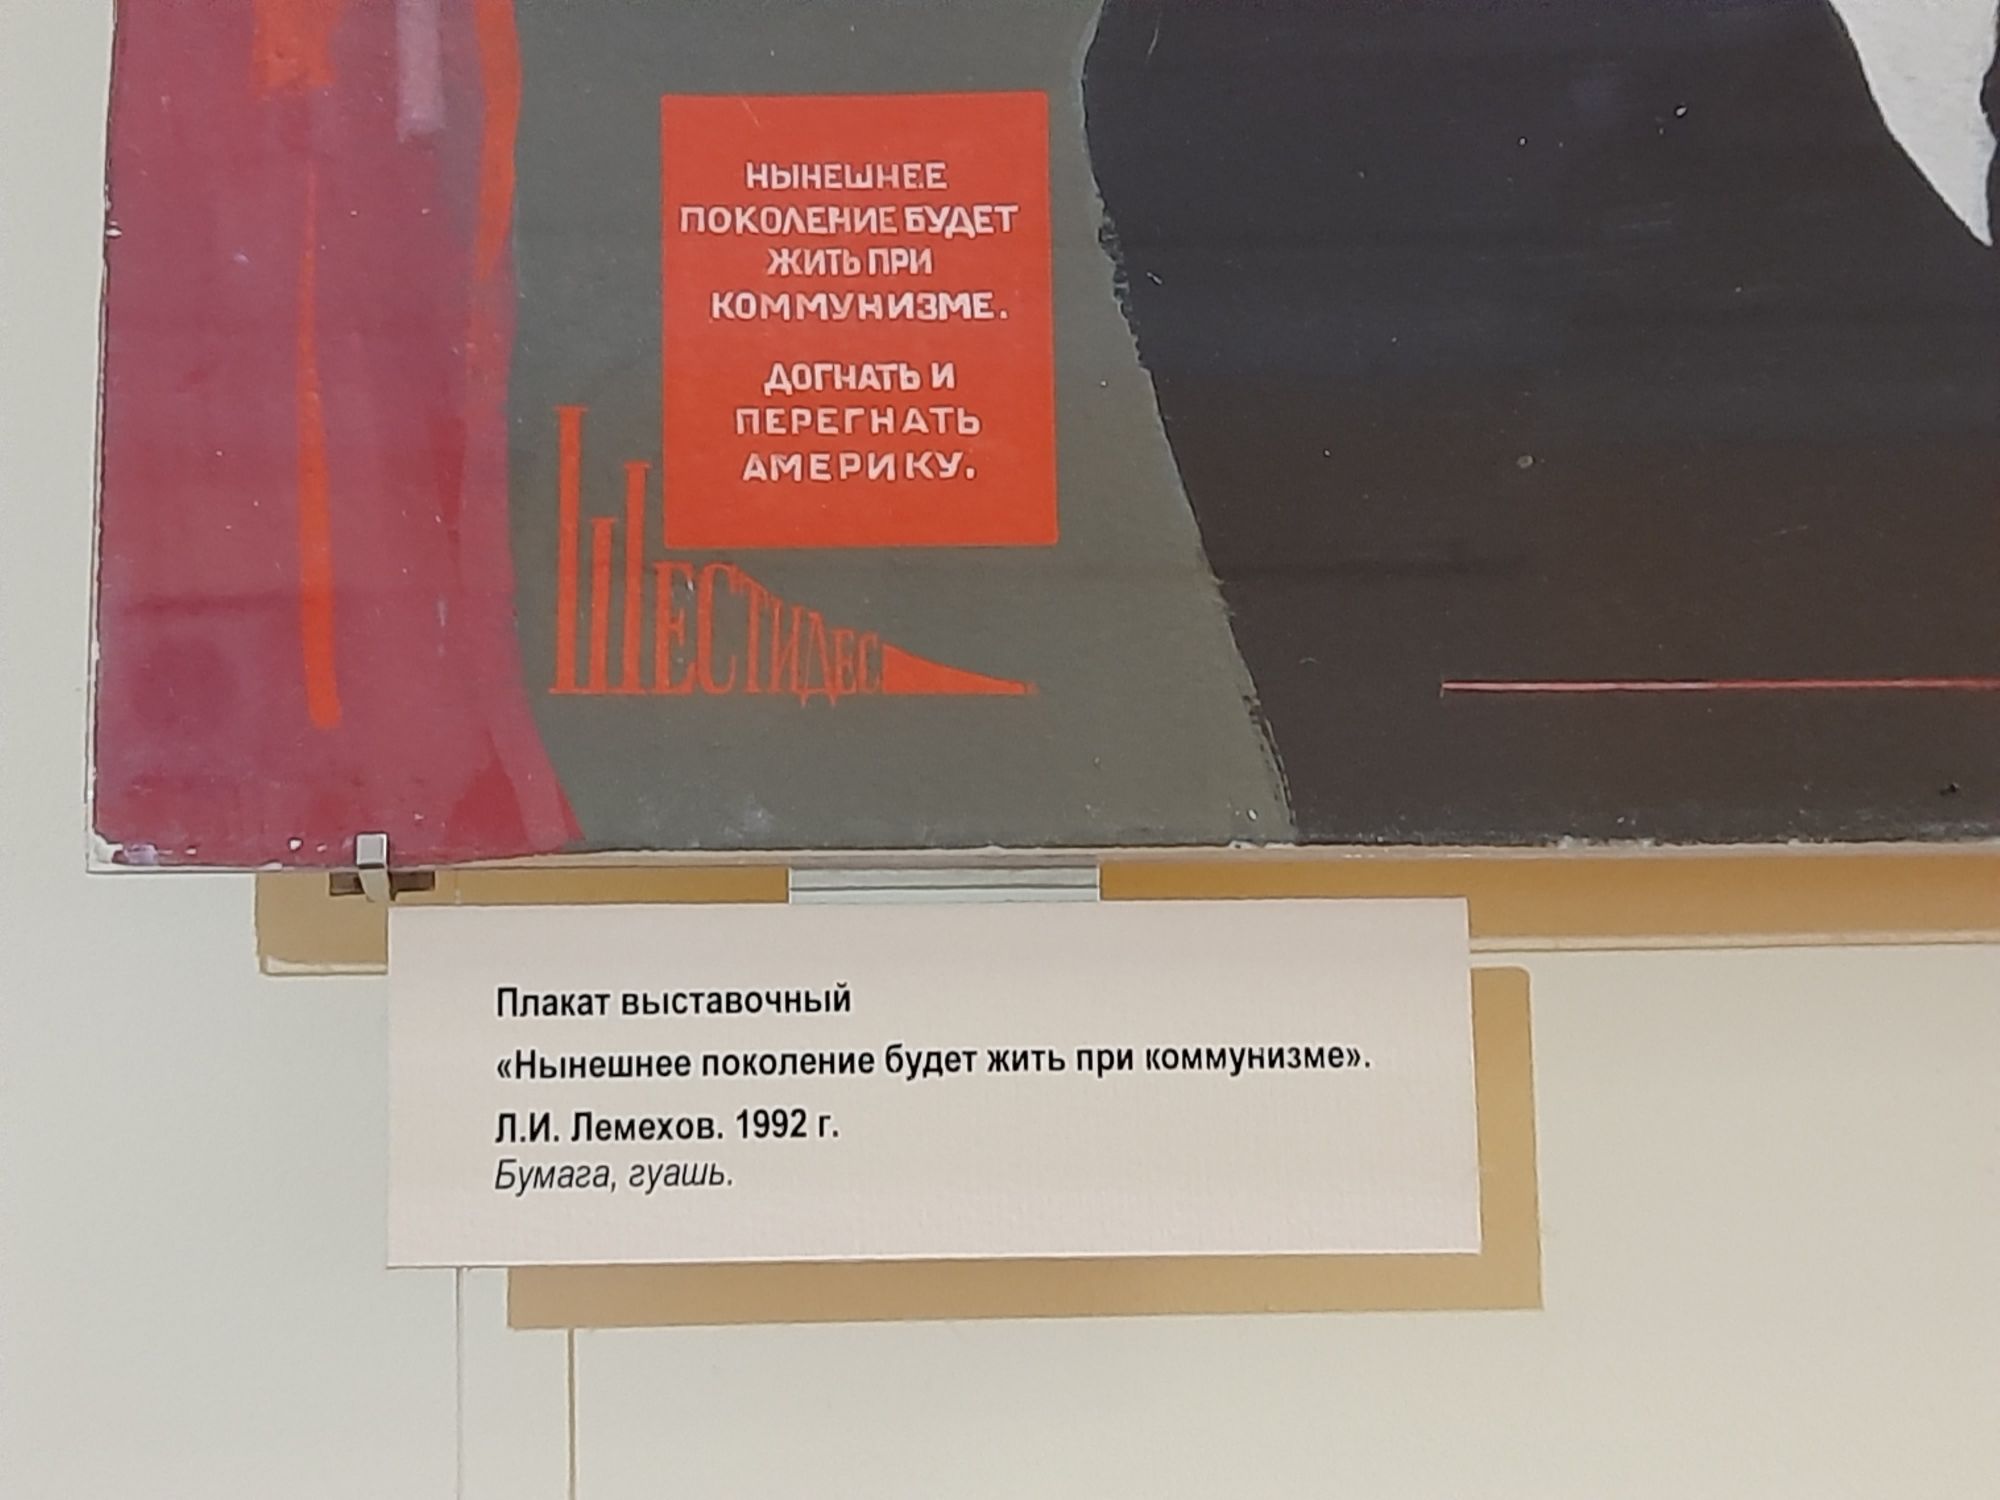 НЫНЕШНЕЕ
ПОКОЛЕНИЕ БУДЕТ
ЖИТЬ ПРИ
КОММУНИЗМЕ.
ДОГНАТЬ И
ПЕРЕГНАТЬ
АМЕРИКУ.
ШЕСТИДЕС
Плакат выставочный
«Нынешнее поколение будет жить при коммунизме».
Л.И. Лемехов. 1992 г.
Бумага, гуашь.